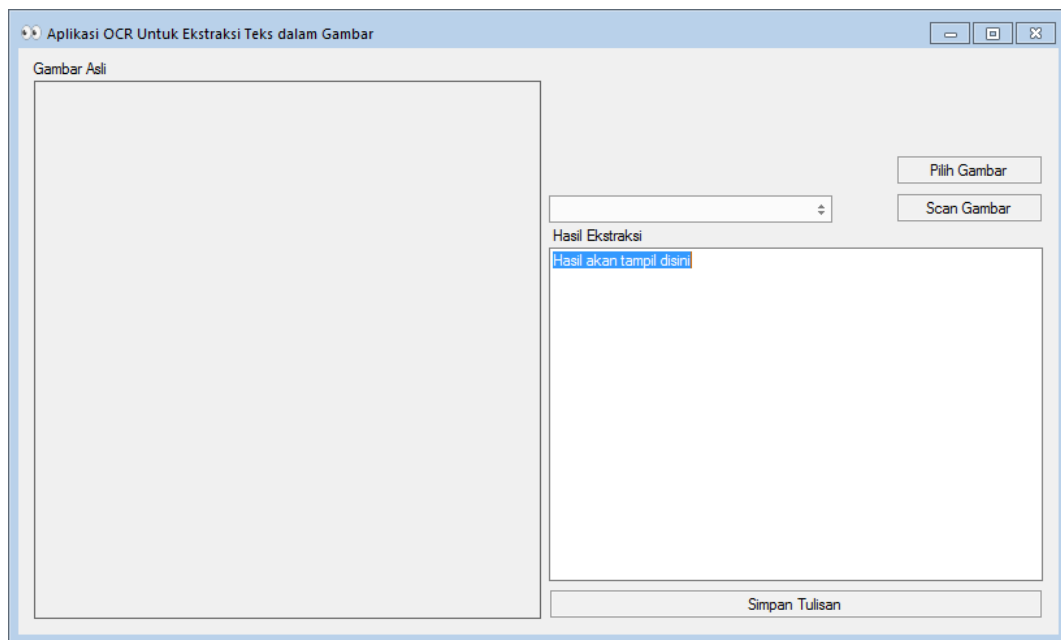 Aplikasi OCR Untuk Ekstraksi Teks dalam Gambar
Gambar Asli
Pilih Gambar
Scan Gambar
Hasil Ekstraksi
Hasil akan tampil disini
Simpan Tulisan